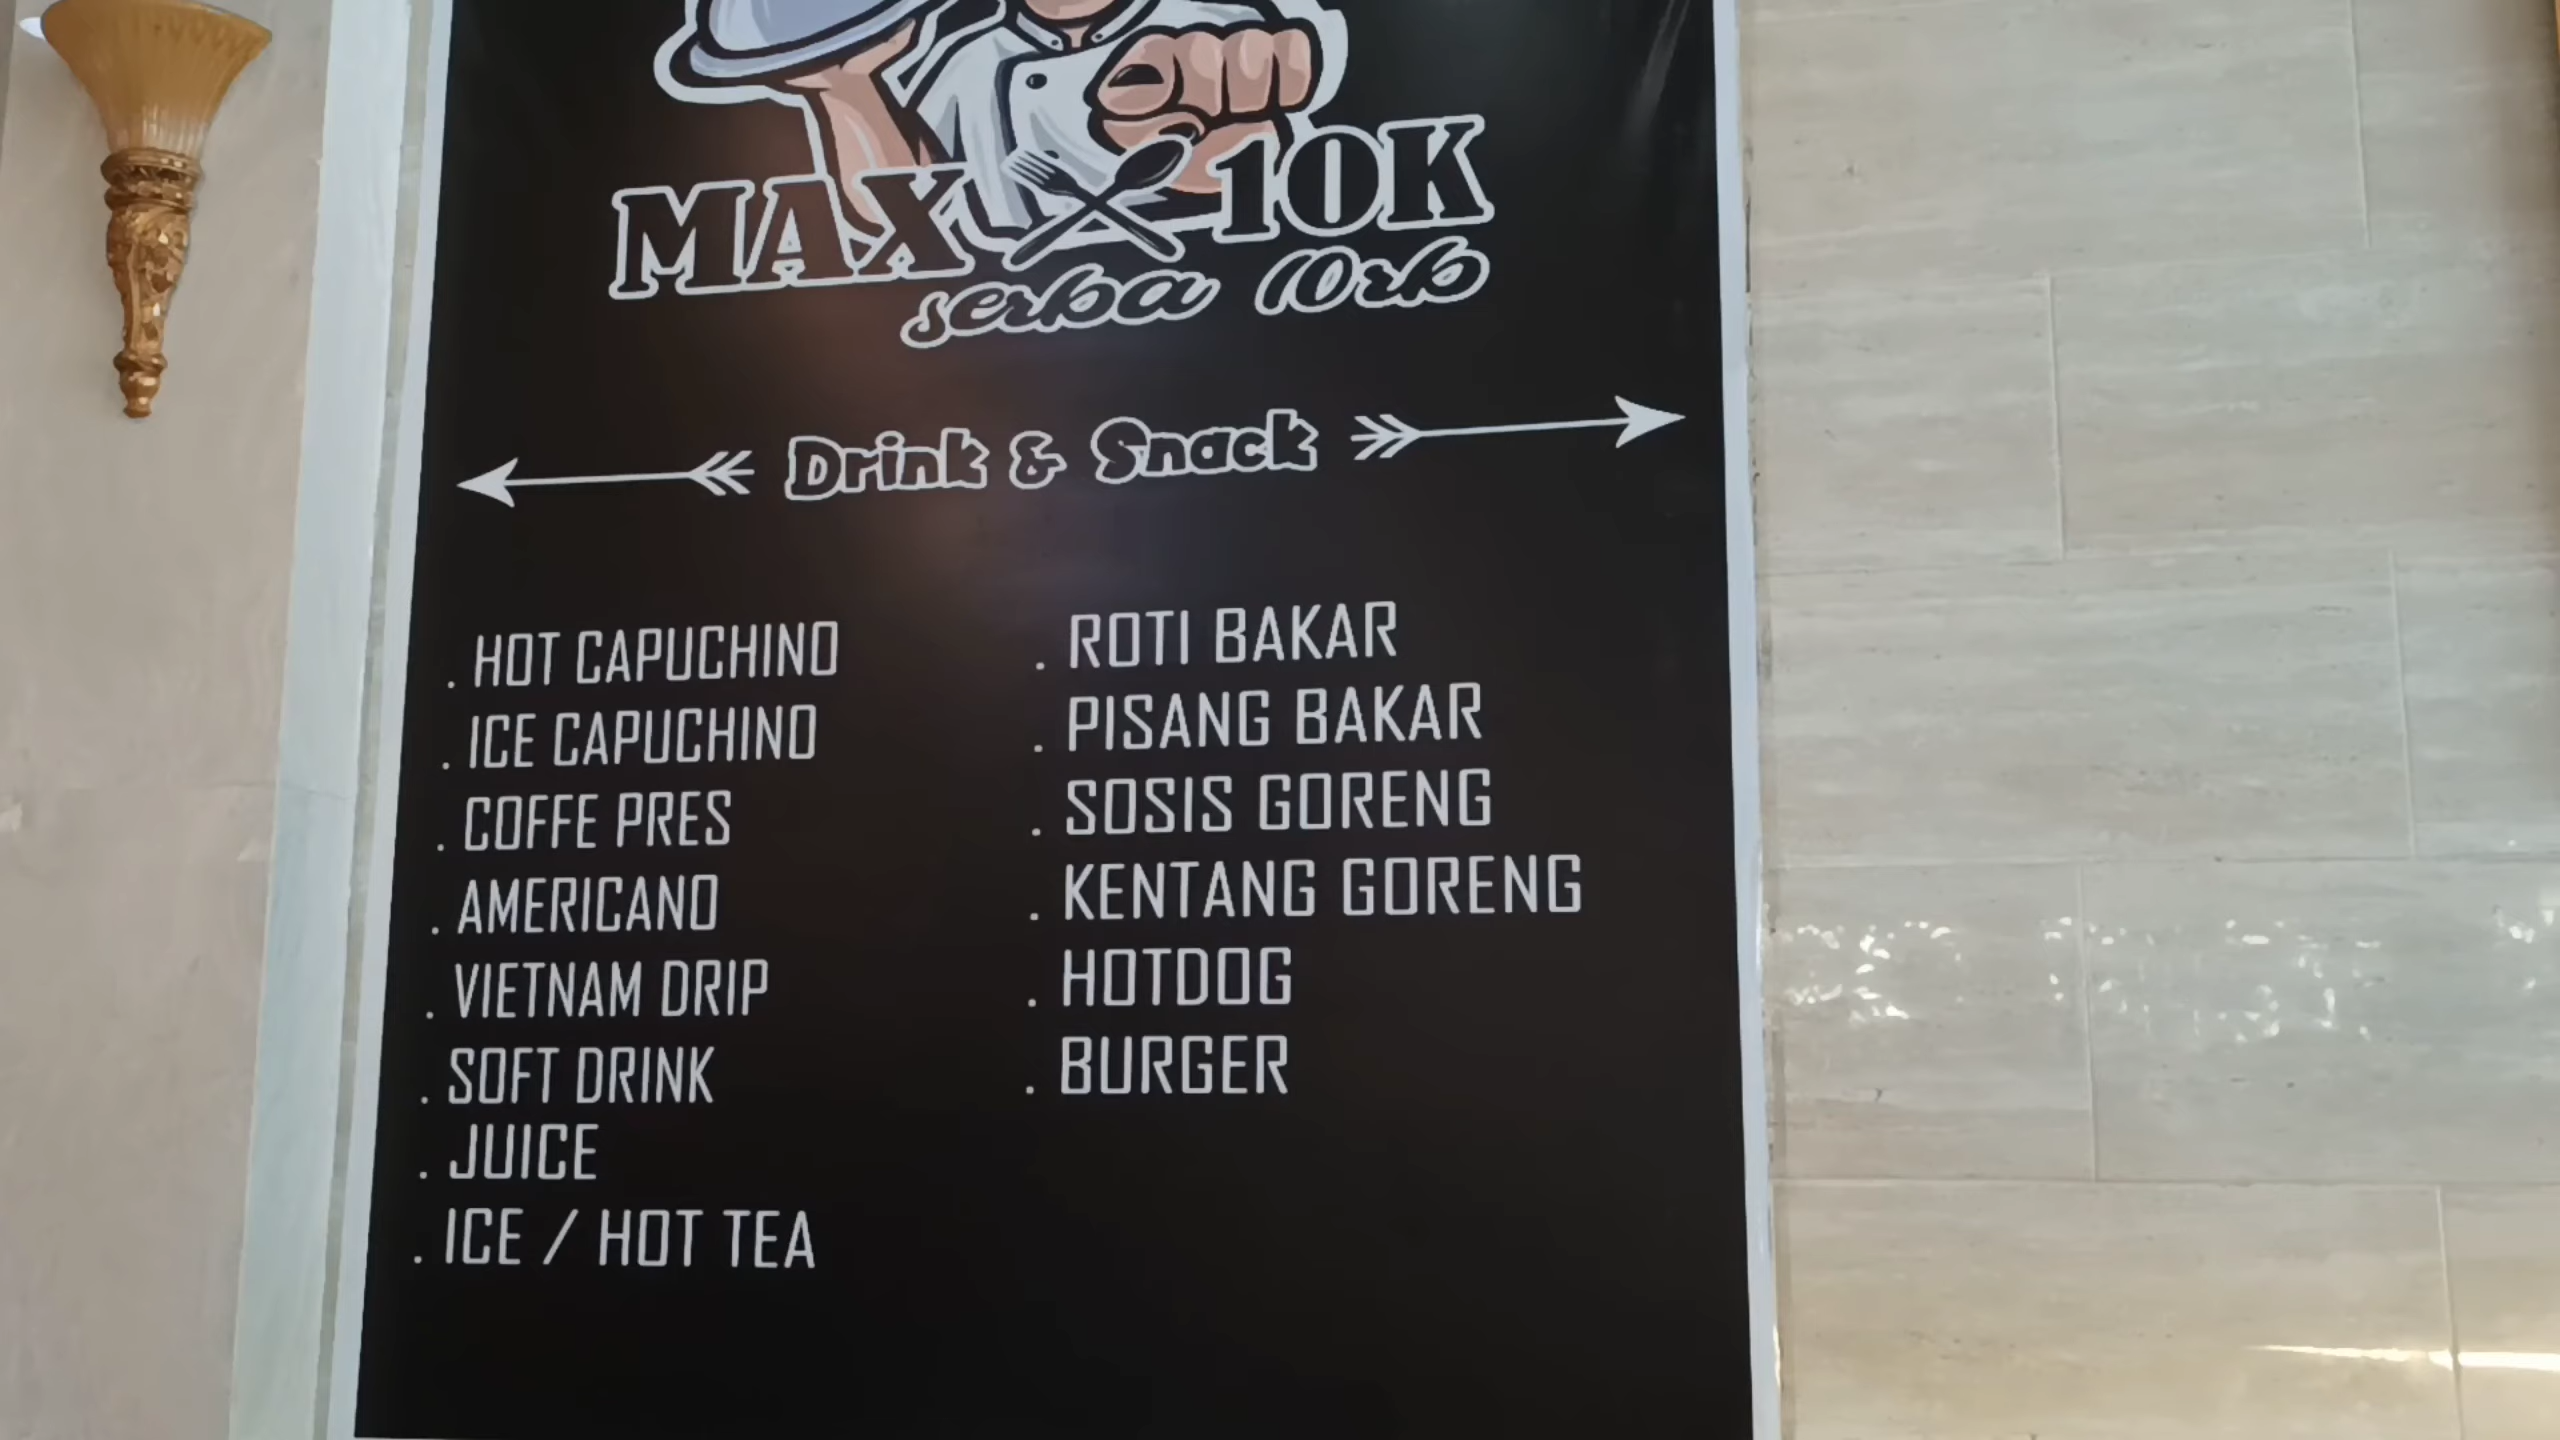 MAX 10K
serba 10rb
Drink & Snack
. HOT CAPUCHINO
. ICE CAPUCHINO
. COFFE PRES
. AMERICANO
. VIETNAM DRIP
. SOFT DRINK
. JUICE
. ICE / HOT TEA
. ROTI BAKAR
. PISANG BAKAR
. SOSIS GORENG
. KENTANG GORENG
. HOTDOG
. BURGER